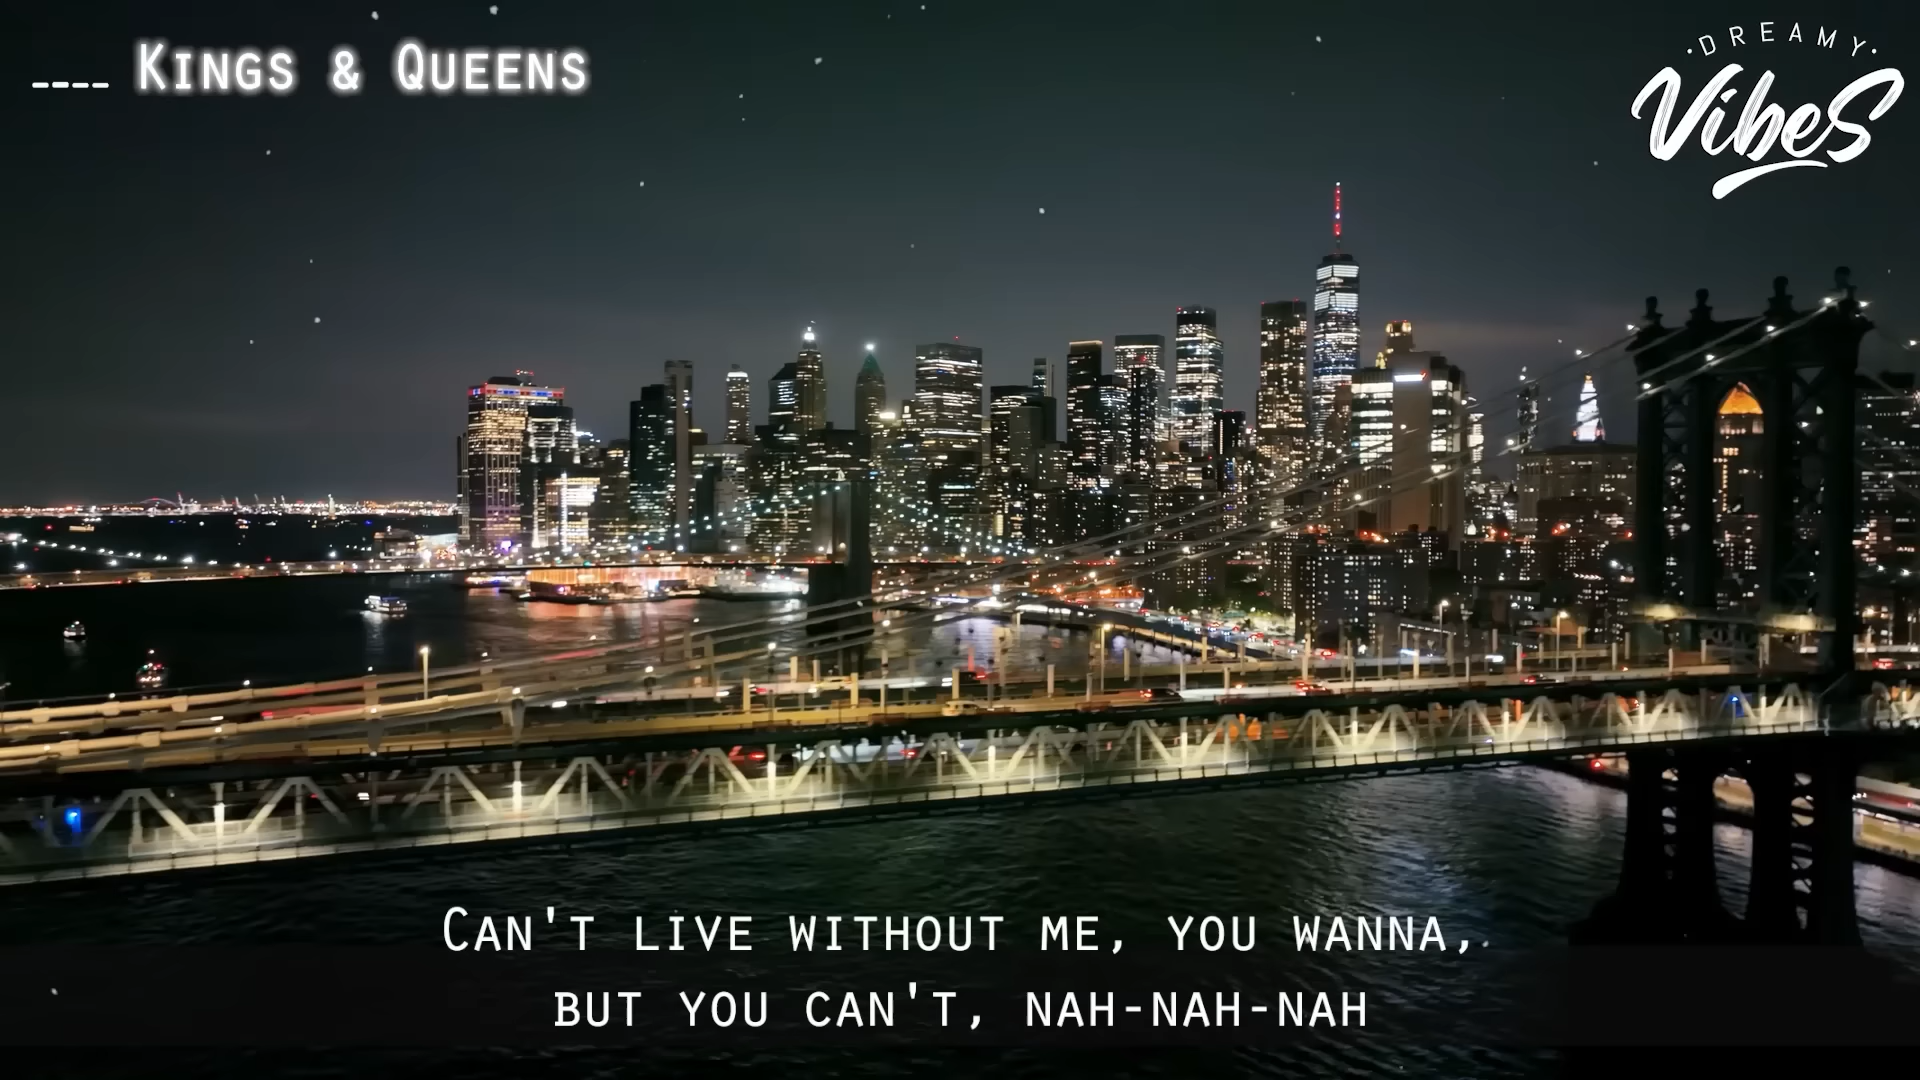 ---- Kings & Queens
·DREAMY·
VibeS
Can't live without me, you wanna,
but you can't, nah-nah-nah